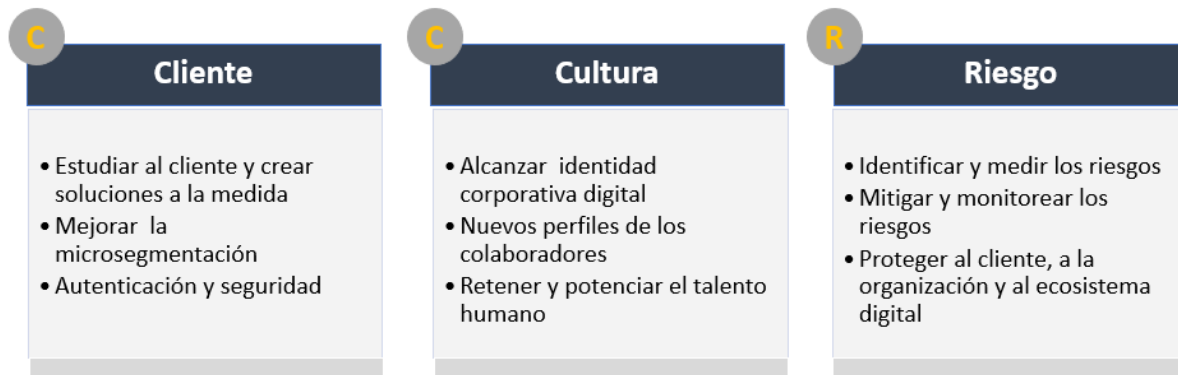 C
Cliente
• Estudiar al cliente y crear
soluciones a la medida
• Mejorar la
microsegmentación
• Autenticación y seguridad
C
Cultura
• Alcanzar identidad
corporativa digital
• Nuevos perfiles de los
colaboradores
• Retener y potenciar el talento
humano
R
Riesgo
• Identificar y medir los riesgos
• Mitigar y monitorear los
riesgos
• Proteger al cliente, a la
organización y al ecosistema
digital